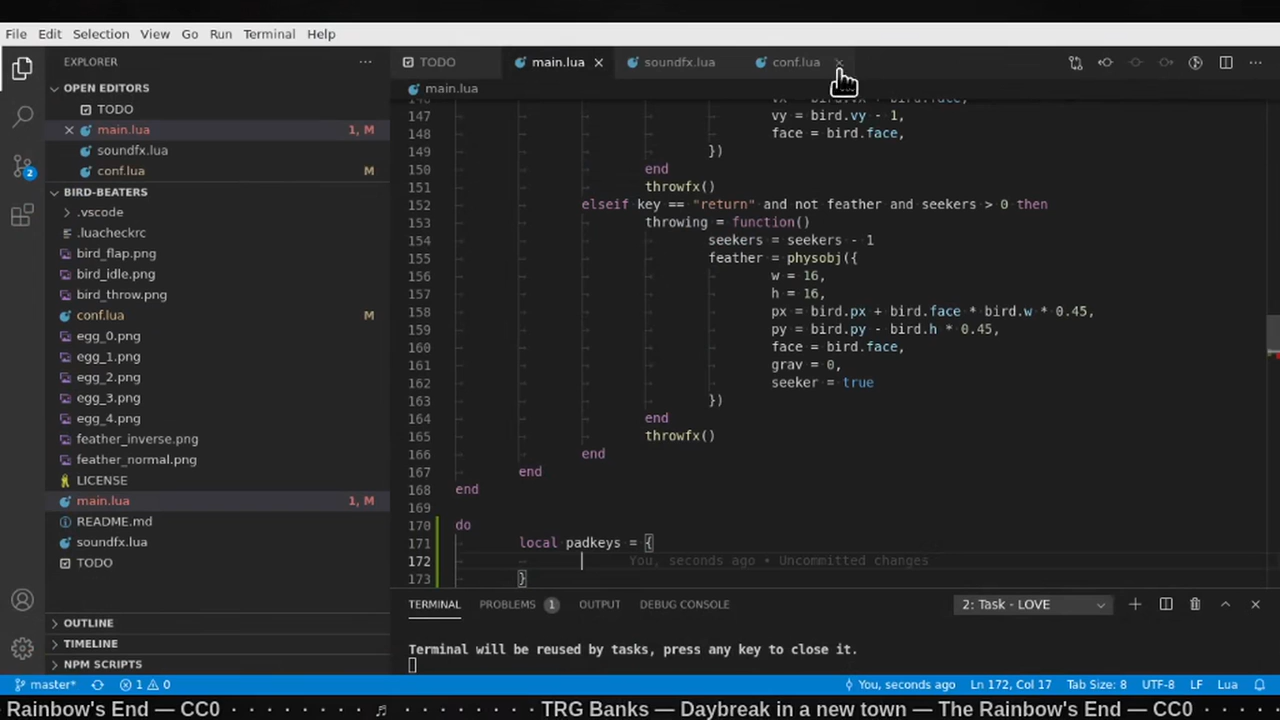 File Edit Selection View Go Run Terminal Help
EXPLORER
TODO main.lua soundfx.lua conf.lua
OPEN EDITORS
TODO
main.lua 1, M
soundfx.lua
conf.lua M
BIRD-BEATERS
.vscode
.luacheckrc
bird_flap.png
bird_idle.png
bird_throw.png
conf.lua M
egg_0.png
egg_1.png
egg_2.png
egg_3.png
egg_4.png
feather_inverse.png
feather_normal.png
LICENSE
main.lua 1, M
README.md
soundfx.lua
TODO
OUTLINE
TIMELINE
NPM SCRIPTS
2
main.lua
147 vy = bird.vy - 1,
148 face = bird.face,
149 })
150 end
151 throwfx()
152 elseif key == "return" and not feather and seekers > 0 then
153 throwing = function()
154 seekers = seekers - 1
155 feather = physobj({
156 w = 16,
157 h = 16,
158 px = bird.px + bird.face * bird.w * 0.45,
159 py = bird.py - bird.h * 0.45,
160 face = bird.face,
161 grav = 0,
162 seeker = true
163 })
164 end
165 throwfx()
166 end
167 end
168 end
169
170 do
171 local padkeys = {
172 You, seconds ago • Uncommitted changes
173 }
TERMINAL PROBLEMS 1 OUTPUT DEBUG CONSOLE 2: Task - LOVE
Terminal will be reused by tasks, press any key to close it.
master* 1 0 You, seconds ago Ln 172, Col 17 Tab Size: 8 UTF-8 LF Lua
Rainbow's End — CC0 · · · · · · · ♬ · · · · · · · TRG Banks — Daybreak in a new town — The Rainbow's End — CC0 · · · ·